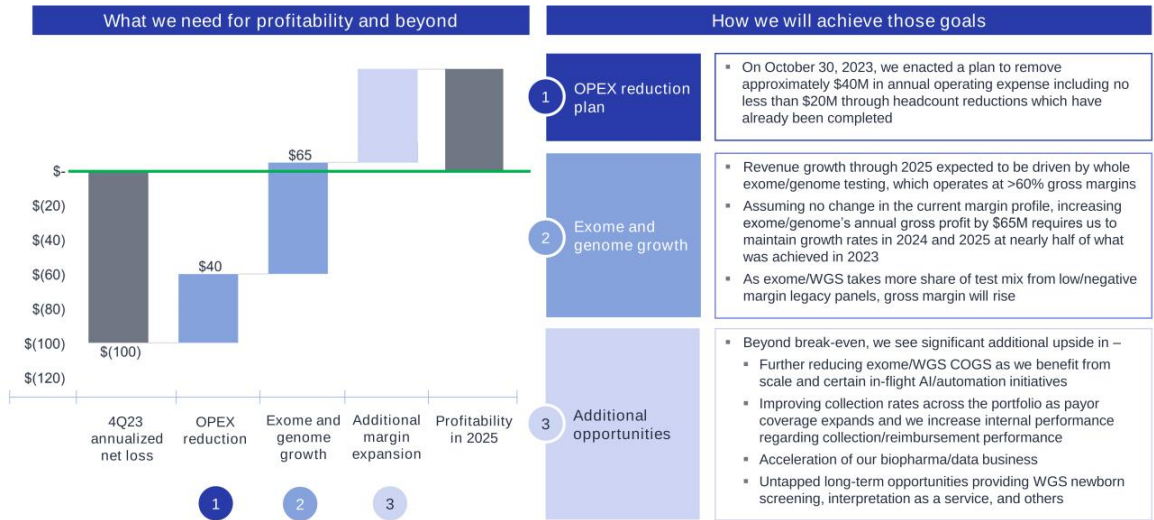 What we need for profitability and beyond
$65
$-
$(20)
$(40)
$40
$(60)
$(80)
$(100)
$(100)
$(120)
4Q23
annualized
net loss
OPEX
reduction
Exome and
genome
growth
Additional
margin
expansion
Profitability
in 2025
1
2
3
How we will achieve those goals
1
OPEX reduction
plan
▪ On October 30, 2023, we enacted a plan to remove
approximately $40M in annual operating expense including no
less than $20M through headcount reductions which have
already been completed
2
Exome and
genome growth
▪ Revenue growth through 2025 expected to be driven by whole
exome/genome testing, which operates at >60% gross margins
▪ Assuming no change in the current margin profile, increasing
exome/genome's annual gross profit by $65M requires us to
maintain growth rates in 2024 and 2025 at nearly half of what
was achieved in 2023
▪ As exome/WGS takes more share of test mix from low/negative
margin legacy panels, gross margin will rise
3
Additional
opportunities
▪ Beyond break-even, we see significant additional upside in –
▪ Further reducing exome/WGS COGS as we benefit from
scale and certain in-flight AI/automation initiatives
▪ Improving collection rates across the portfolio as payor
coverage expands and we increase internal performance
regarding collection/reimbursement performance
▪ Acceleration of our biopharma/data business
▪ Untapped long-term opportunities providing WGS newborn
screening, interpretation as a service, and others